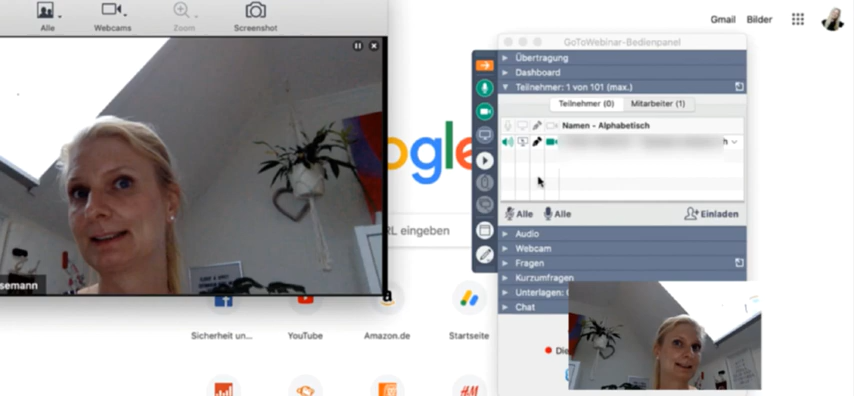 Alle
Webcams
Zoom
Screenshot
Gmail
Bilder
GoToWebinar-Bedienpanel
Übertragung
Dashboard
Teilnehmer: 1 von 101 (max.)
Teilnehmer (0)
Mitarbeiter (1)
Namen - Alphabetisch
h
Alle
Alle
Einladen
Audio
Webcam
Fragen
Kurzumfragen
Unterlagen:
Chat
Die
ogle
RL eingeben
semann
Sicherheit un...
YouTube
Amazon.de
Startseite
H&M